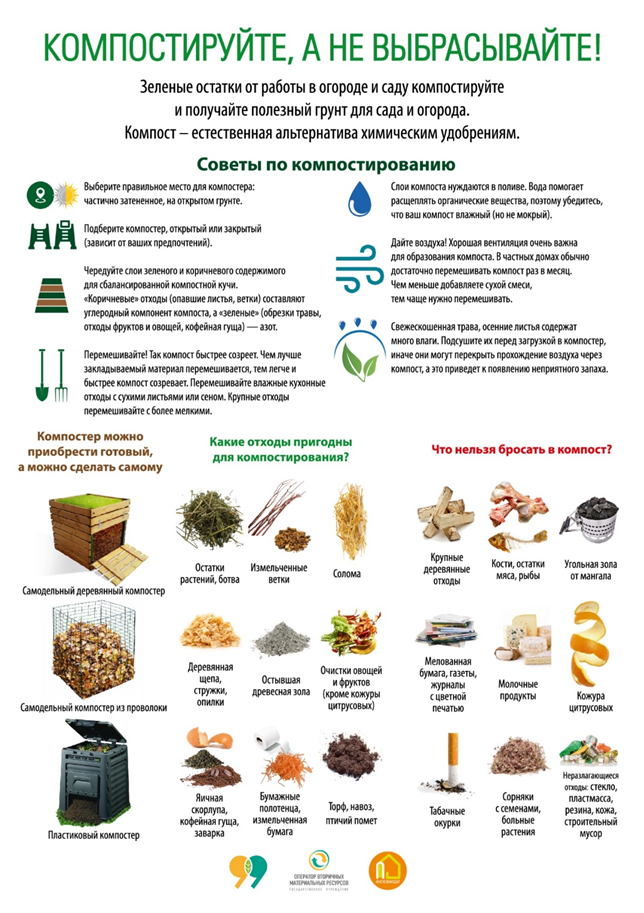 КОМПОСТИРУЙТЕ, А НЕ ВЫБРАСЫВАЙТЕ!
Зеленые остатки от работы в огороде и саду компостируйте
и получайте полезный грунт для сада и огорода.
Компост – естественная альтернатива химическим удобрениям.
Советы по компостированию
Выберите правильное место для компостера:
частично затененное, на открытом грунте.
Подберите компостер, открытый или закрытый
(зависит от ваших предпочтений).
Чередуйте слои зеленого и коричневого содержимого
для сбалансированной компостной кучи.
«Коричневые» отходы (опавшие листья, ветки) составляют
углеродный компонент компоста, а «зеленые» (обрезки травы,
отходы фруктов и овощей, кофейная гуща) — азот.
Перемешивайте! Так компост быстрее созреет. Чем лучше
закладываемый материал перемешивается, тем легче и
быстрее компост созревает. Перемешивайте влажные кухонные
отходы с сухими листьями или сеном. Крупные отходы
перемешивайте с более мелкими.
Слои компоста нуждаются в поливе. Вода помогает
расщеплять органические вещества, поэтому убедитесь,
что ваш компост влажный (но не мокрый).
Дайте воздуха! Хорошая вентиляция очень важна
для образования компоста. В частных домах обычно
достаточно перемешивать компост раз в месяц.
Чем меньше добавляете сухой смеси,
тем чаще нужно перемешивать.
Свежескошенная трава, осенние листья содержат
много влаги. Подсушите их перед загрузкой в компостер,
иначе они могут перекрыть прохождение воздуха через
компост, а это приведет к появлению неприятного запаха.
Компостер можно
приобрести готовый,
а можно сделать самому
Самодельный деревянный компостер
Самодельный компостер из проволоки
Пластиковый компостер
Какие отходы пригодны
для компостирования?
Остатки
растений, ботва
Измельченные
ветки
Солома
Деревянная
щепа,
стружки,
опилки
Остывшая
древесная зола
Очистки овощей
и фруктов
(кроме кожуры
цитрусовых)
Яичная
скорлупа,
кофейная гуща,
заварка
Бумажные
полотенца,
измельченная
бумага
Торф, навоз,
птичий помет
Что нельзя бросать в компост?
Крупные
деревянные
отходы
Кости, остатки
мяса, рыбы
Угольная зола
от мангала
Мелованная
бумага, газеты,
журналы
с цветной
печатью
Молочные
продукты
Кожура
цитрусовых
Табачные
окурки
Сорняки
с семенами,
больные
растения
Неразлагающиеся
отходы: стекло,
пластмасса,
резина, кожа,
строительный
мусор
ОПЕРАТОР ВТОРИЧНЫХ
МАТЕРИАЛЬНЫХ РЕСУРСОВ
ГОСУДАРСТВЕННОЕ УЧРЕЖДЕНИЕ